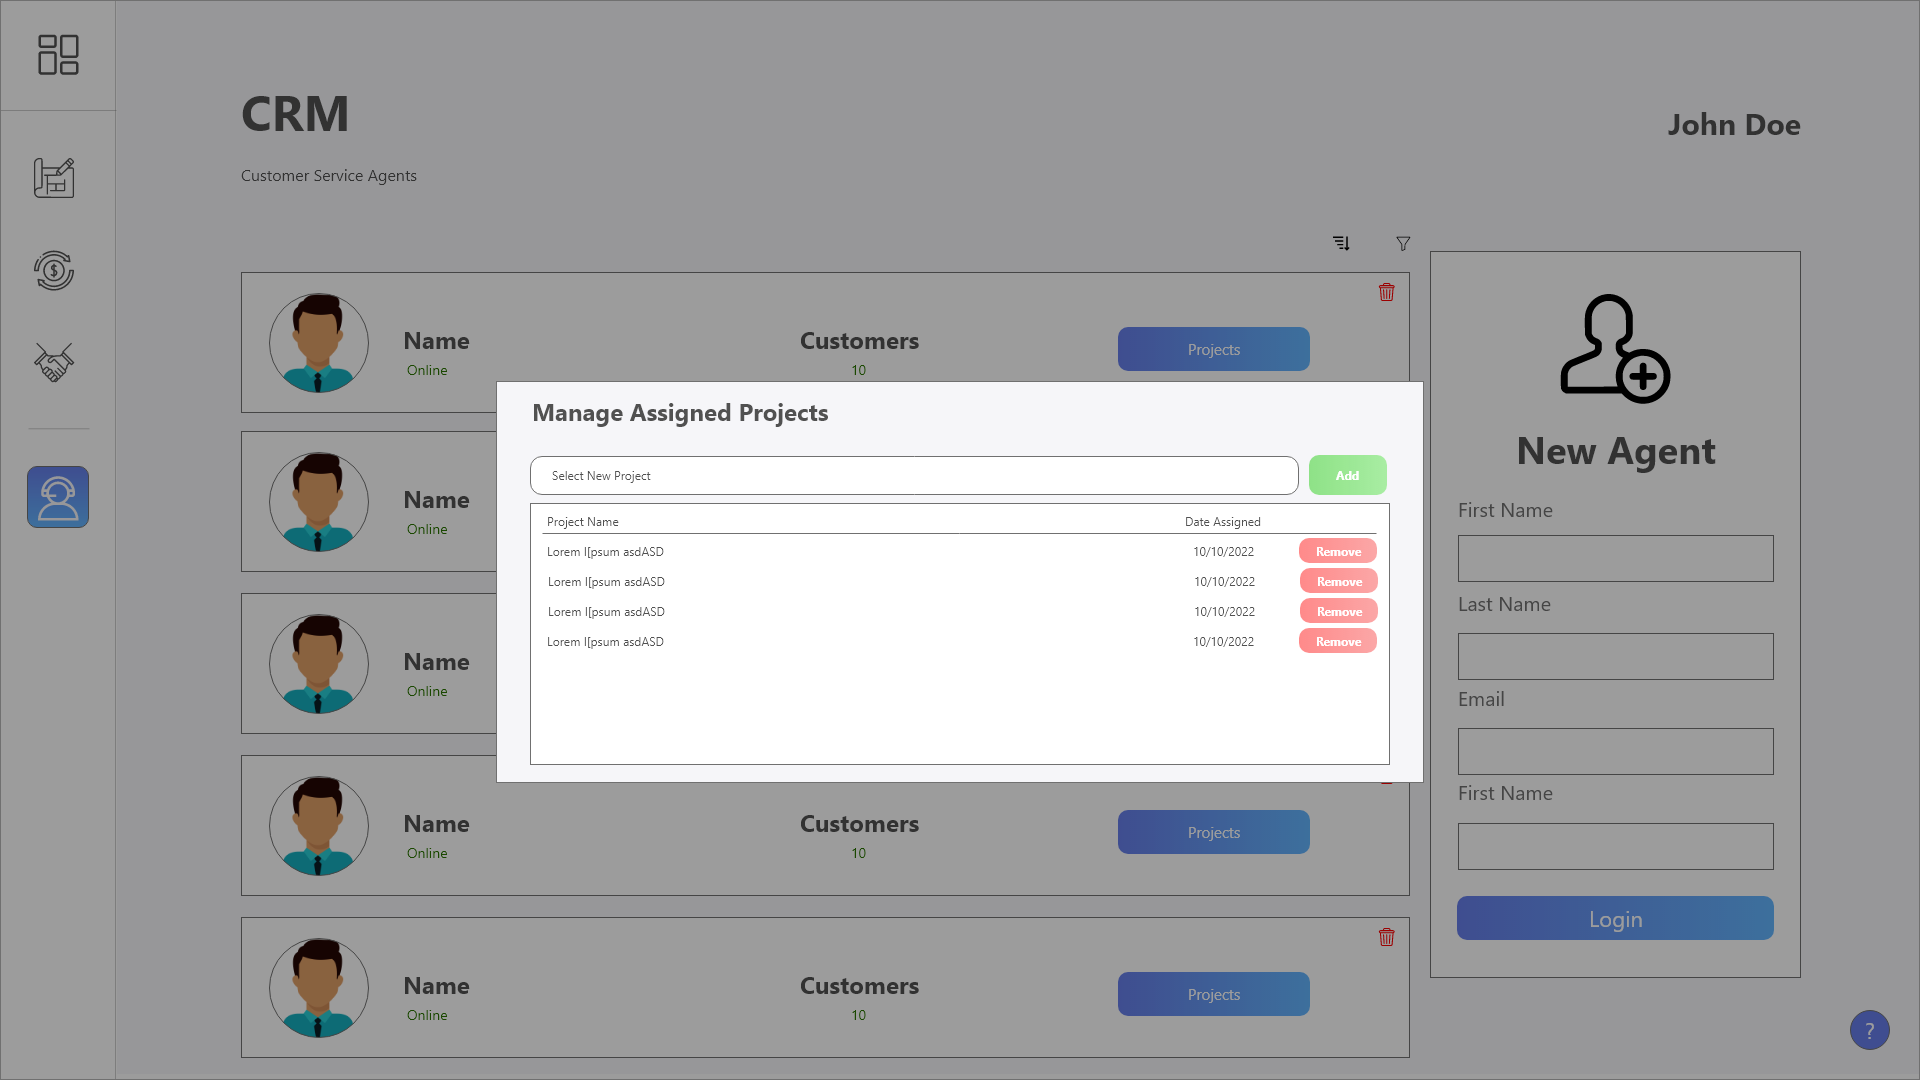 CRM
John Doe
Customer Service Agents
Name
Online
Customers
10
Projects
Manage Assigned Projects
Select New Project
Add
Project Name
Date Assigned
Lorem I[psum asdASD
10/10/2022
Remove
Lorem I[psum asdASD
10/10/2022
Remove
Lorem I[psum asdASD
10/10/2022
Remove
Lorem I[psum asdASD
10/10/2022
Remove
Name
Online
Name
Online
Name
Online
Customers
10
Projects
Name
Online
Customers
10
Projects
New Agent
First Name
Last Name
Email
First Name
Login
?
$